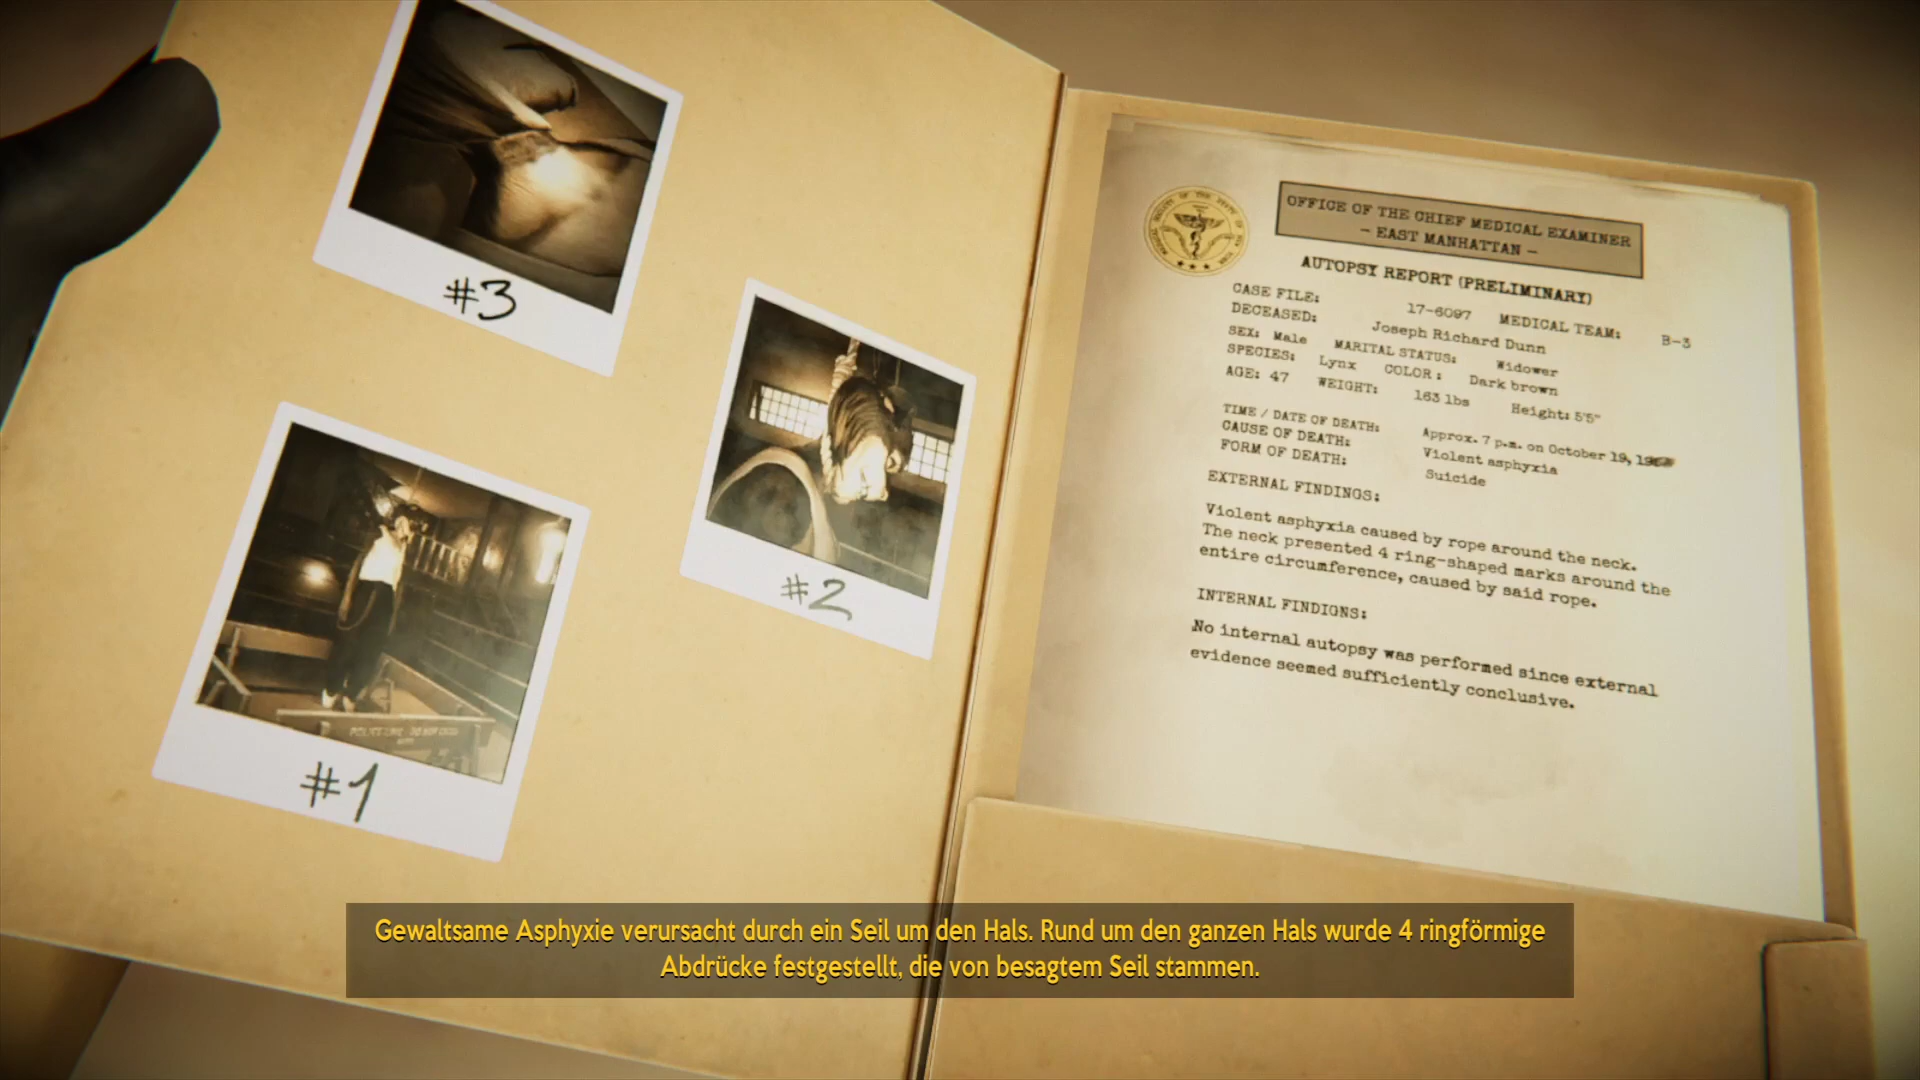 #3
#2
#1
OFFICE OF THE CHIEF MEDICAL EXAMINER
- EAST MANHATTAN -
AUTOPSY REPORT (PRELIMINARY)
CASE FILE: 17-6097 MEDICAL TEAM: B-3
DECEASED: Joseph Richard Dunn
SEX: Male MARITAL STATUS: Widower
SPECIES: Lynx COLOR: Dark brown
AGE: 47 WEIGHT: 163 lbs Height: 5'5"
TIME / DATE OF DEATH: Approx. 7 p.m. on October 19,
CAUSE OF DEATH: Violent asphyxia
FORM OF DEATH: Suicide
EXTERNAL FINDINGS:
Violent asphyxia caused by rope around the neck.
The neck presented 4 ring-shaped marks around the
entire circumference, caused by said rope.
INTERNAL FINDIONGS:
No internal autopsy was performed since external
evidence seemed sufficiently conclusive.
Gewaltsame Asphyxie verursacht durch ein Seil um den Hals. Rund um den ganzen Hals wurde 4 ringförmige
Abdrücke festgestellt, die von besagtem Seil stammen.